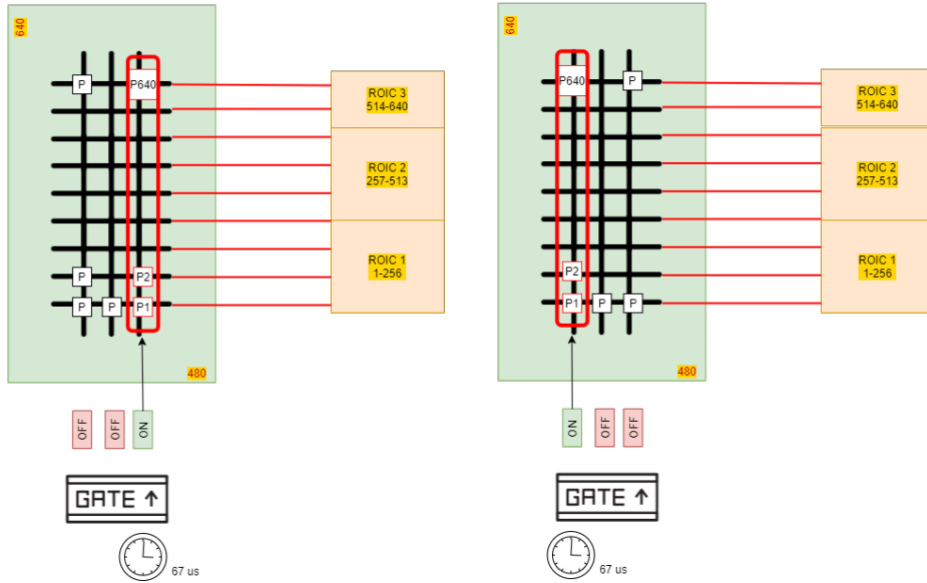 640
P
P640
ROIC 3
514-640
ROIC 2
257-513
ROIC 1
1-256
P
P2
P
P
P1
480
OFF
OFF
ON
GATE ↑
67 us
640
P640
P
ROIC 3
514-640
ROIC 2
257-513
ROIC 1
1-256
P2
P1
P
P
480
ON
OFF
OFF
GATE ↑
67 us